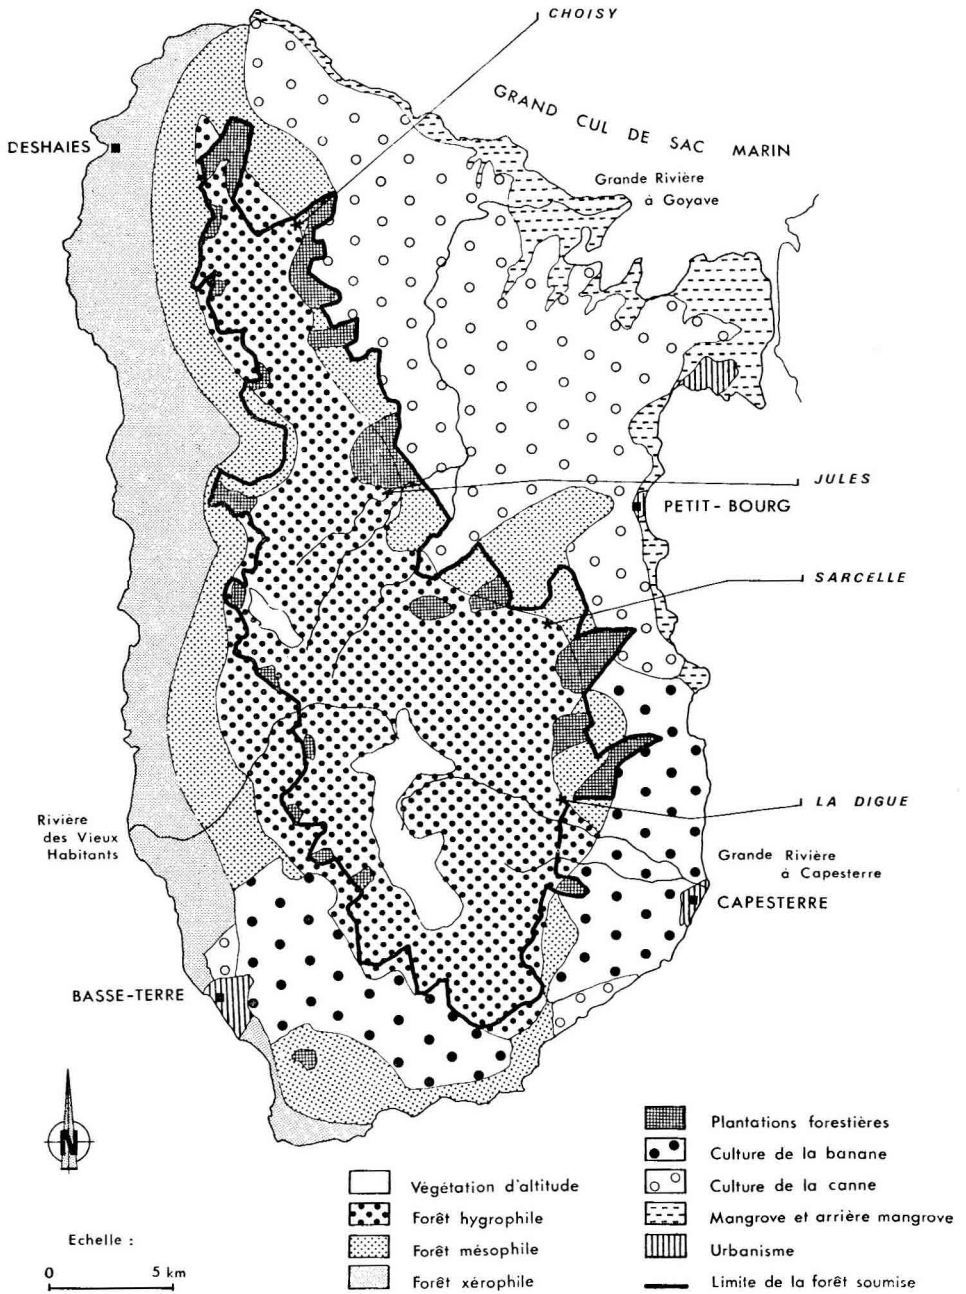 CHOISY
GRAND CUL DE SAC MARIN
DESHAIES
Grande Rivière
à Goyave
JULES
PETIT-BOURG
SARCELLE
LA DIGUE
Rivière
des Vieux
Habitants
Grande Rivière
à Capesterre
CAPESTERRE
BASSE-TERRE
N
Plantations forestières
Culture de la banane
Culture de la canne
Mangrove et arrière mangrove
Urbanisme
Limite de la forêt soumise
Végétation d'altitude
Forêt hygrophile
Forêt mésophile
Forêt xérophile
Echelle :
0 5 km